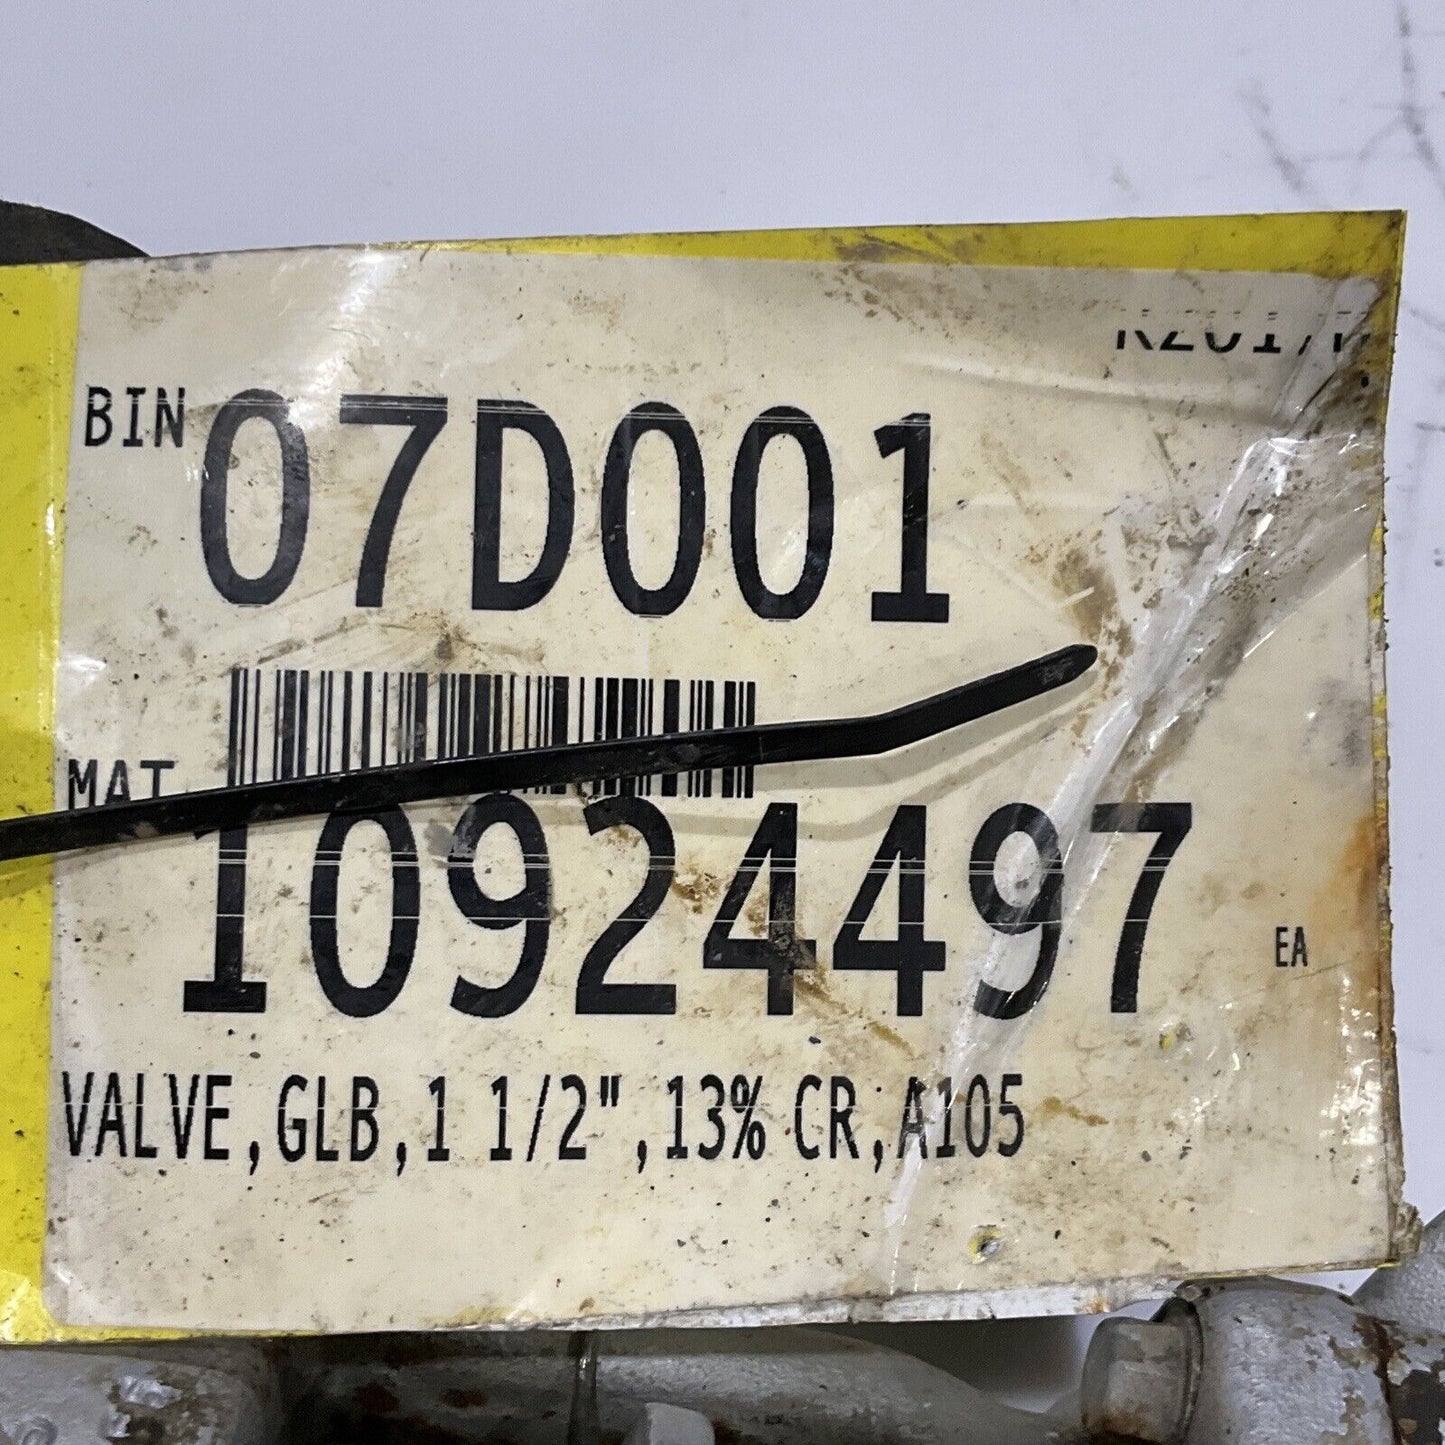 BIN 07D001
MAT 10924497 EA
VALVE,GLB,1 1/2",13% CR,A105